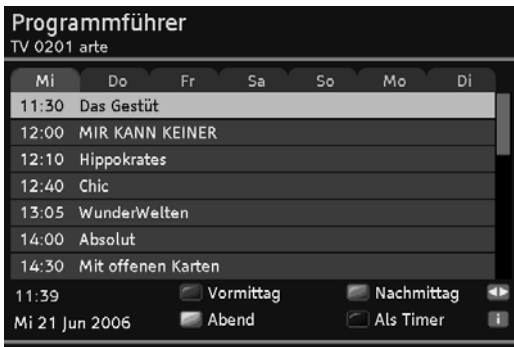 Programmführer
TV 0201 arte
Mi Do Fr Sa So Mo Di
11:30 Das Gestüt
12:00 MIR KANN KEINER
12:10 Hippokrates
12:40 Chic
13:05 WunderWelten
14:00 Absolut
14:30 Mit offenen Karten
11:39 Vormittag Nachmittag
Mi 21 Jun 2006 Abend Als Timer i